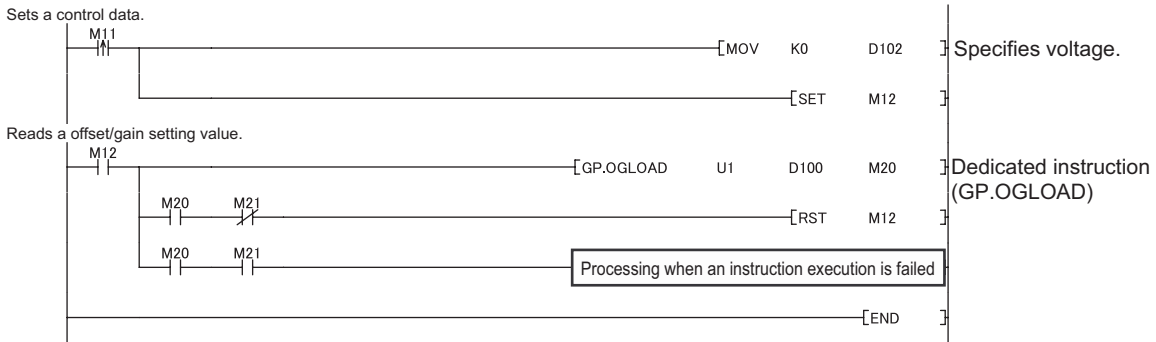 Sets a control data.
M11
[MOV K0 D102 ] Specifies voltage.
[SET M12 ]
Reads a offset/gain setting value.
M12
[GP.OGLOAD U1 D100 M20 ] Dedicated instruction
(GP.OGLOAD)
M20 M21
[RST M12 ]
M20 M21
Processing when an instruction execution is failed
[END ]